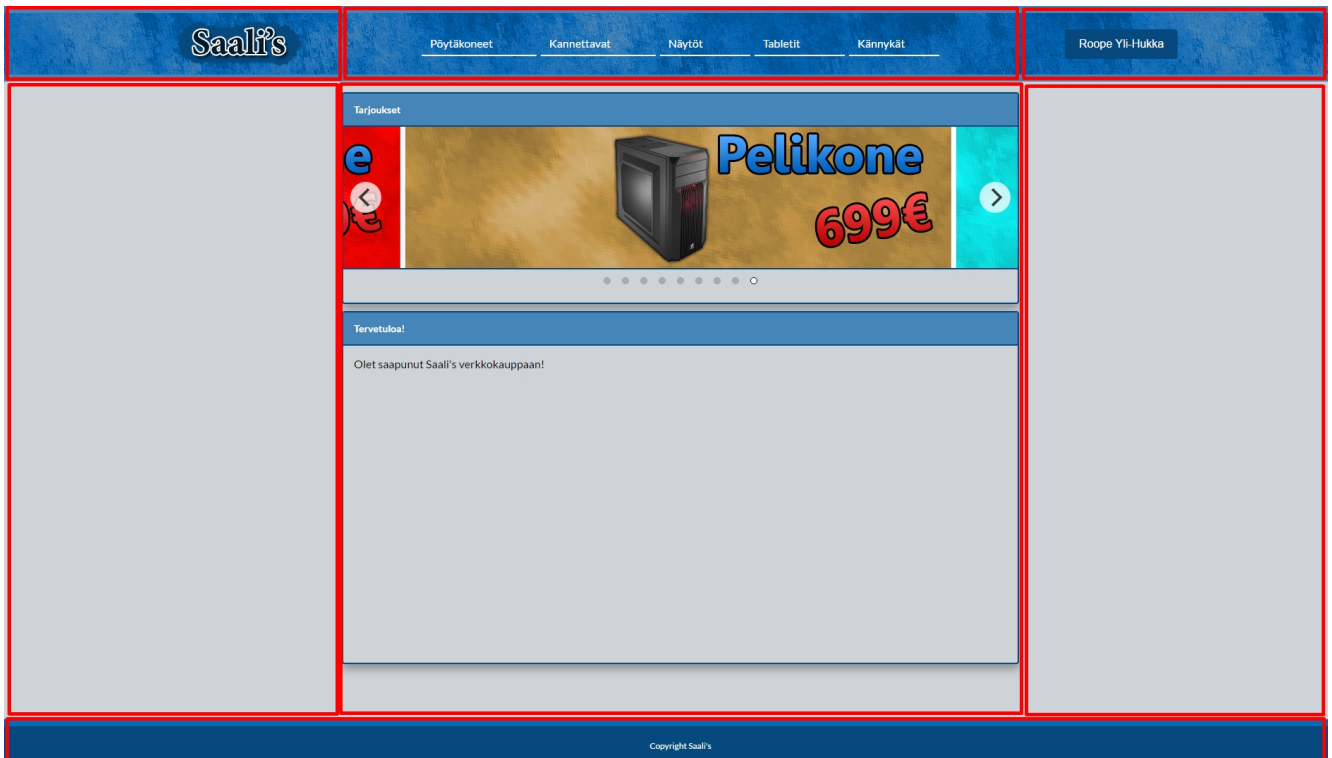 Saali's
Pöytäkoneet Kannettavat Näytöt Tabletit Kännykät
Roope Yli-Hukka
Tarjoukset
e Pelikone
€ 699€
Tervetuloa!
Olet saapunut Saali's verkkokauppaan!
Copyright Saali's